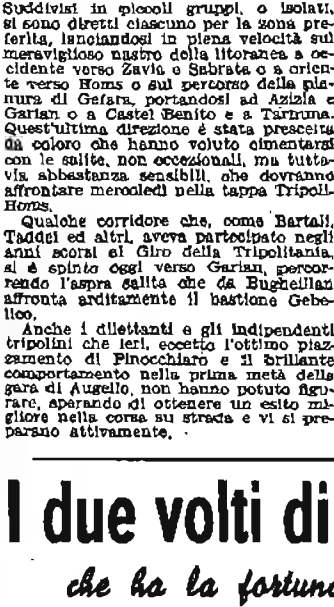 Suddivisi in piccoli gruppi, o isolati,
si sono diretti ciascuno per la zona pre-
ferita, lanciandosi in piena velocità sul
meraviglioso nastro della litoranea a oc-
cidente verso Zavia e Sabrata o a orien-
te verso Homs o sul percorso della pia-
nura di Gefara, portandosi ad Azizia e
Garian o a Castel Benito e a Tarhuna.
Quest'ultima direzione è stata prescelta
da coloro che hanno voluto cimentarsi
con le salite, non eccezionali, ma tutta-
via abbastanza sensibili, che dovranno
affrontare mercoledì nella tappa Tripoli-
Homs.
Qualche corridore che, come Bartali,
Taddei ed altri, aveva partecipato negli
anni scorsi al Giro della Tripolitania,
si è spinto oggi verso Garian, percor-
rendo l'aspra salita che da Bugheilan
affronta arditamente il bastione Gebe-
lico.
Anche i dilettanti e gli indipendenti
tripolini che ieri, eccetto l'ottimo piaz-
zamento di Pinocchiaro e il brillante
comportamento nella prima metà della
gara di Augello, non hanno potuto figu-
rare, sperando di ottenere un esito mi-
gliore nella corsa su strada e vi si pre-
parano attivamente.
I due volti di
che ha la fortun